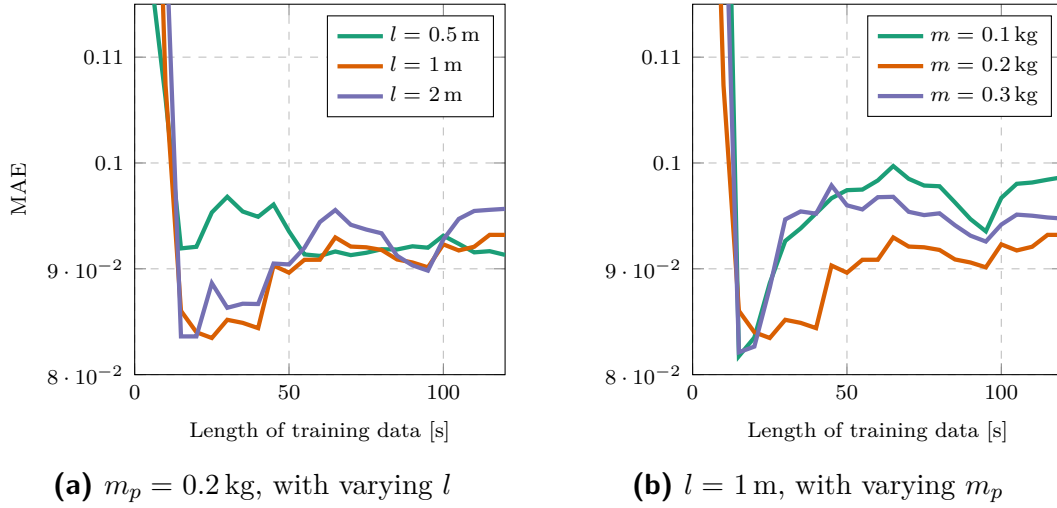 0.11
0.1
9 · 10⁻²
8 · 10⁻²
MAE
0
50
100
Length of training data [s]
l = 0.5 m
l = 1 m
l = 2 m
(a) mₚ = 0.2 kg, with varying l
0.11
0.1
9 · 10⁻²
8 · 10⁻²
0
50
100
Length of training data [s]
m = 0.1 kg
m = 0.2 kg
m = 0.3 kg
(b) l = 1 m, with varying mₚ